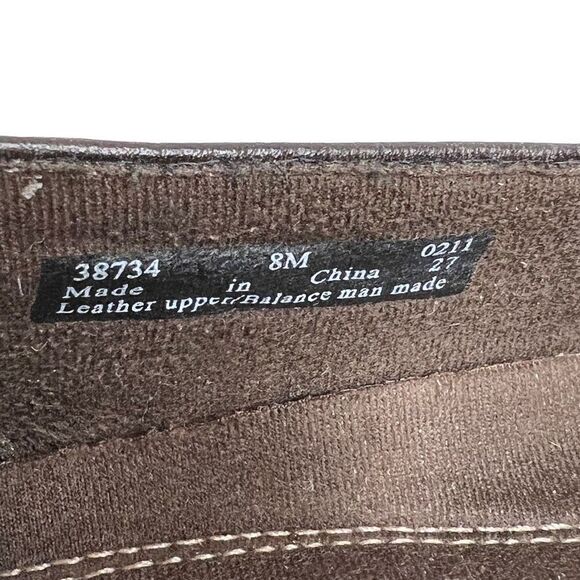 38734 8M 0211
Made in China 27
Leather upper/Balance man made